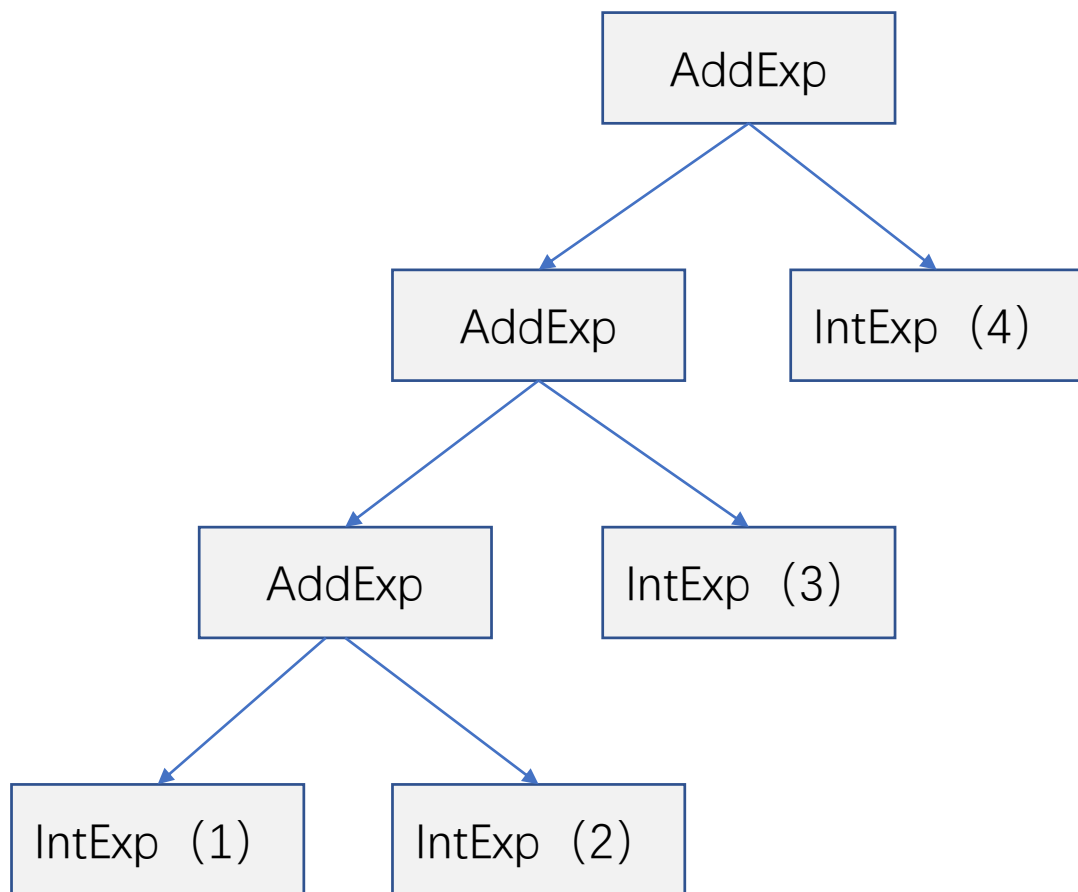 AddExp
AddExp
IntExp（4）
AddExp
IntExp（3）
IntExp（1）
IntExp（2）